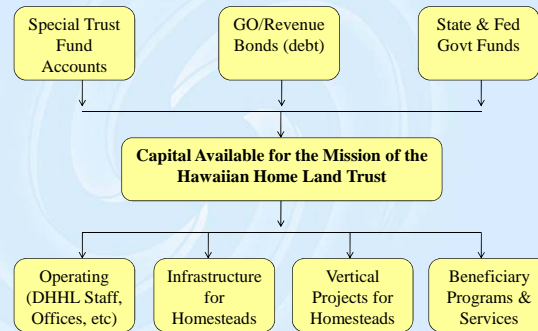 Special Trust
Fund
Accounts
GO/Revenue
Bonds (debt)
State & Fed
Govt Funds
Capital Available for the Mission of the
Hawaiian Home Land Trust
Operating
(DHHL Staff,
Offices, etc)
Infrastructure
for
Homesteads
Vertical
Projects for
Homesteads
Beneficiary
Programs &
Services